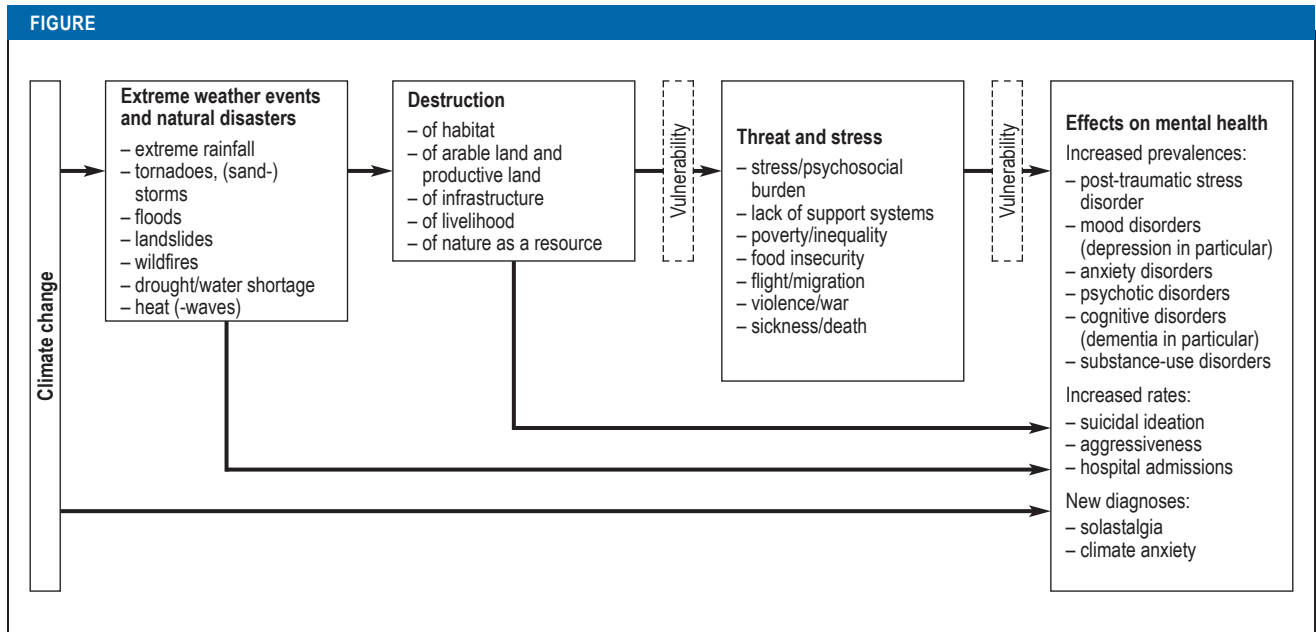 FIGURE
Climate change
Extreme weather events
and natural disasters
– extreme rainfall
– tornadoes, (sand-)
storms
– floods
– landslides
– wildfires
– drought/water shortage
– heat (-waves)
Destruction
– of habitat
– of arable land and
productive land
– of infrastructure
– of livelihood
– of nature as a resource
Vulnerability
Threat and stress
– stress/psychosocial
burden
– lack of support systems
– poverty/inequality
– food insecurity
– flight/migration
– violence/war
– sickness/death
Vulnerability
Effects on mental health
Increased prevalences:
– post-traumatic stress
disorder
– mood disorders
(depression in particular)
– anxiety disorders
– psychotic disorders
– cognitive disorders
(dementia in particular)
– substance-use disorders
Increased rates:
– suicidal ideation
– aggressiveness
– hospital admissions
New diagnoses:
– solastalgia
– climate anxiety